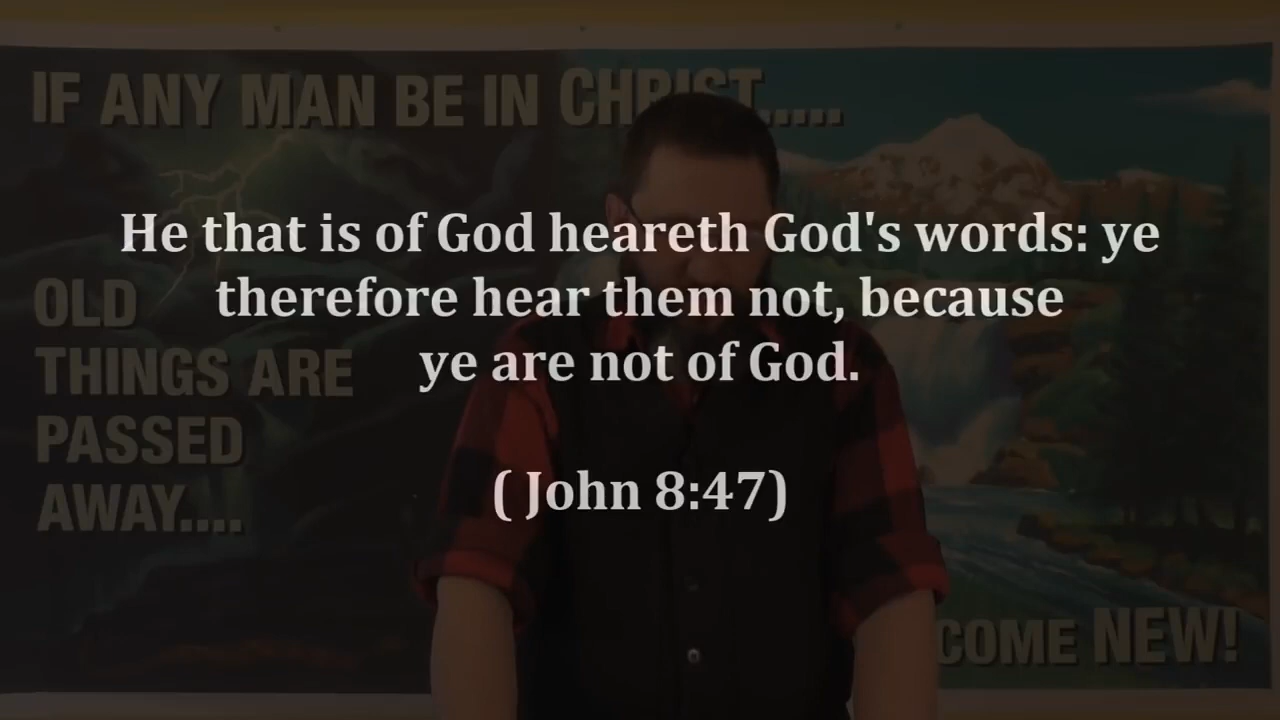 IF ANY MAN BE IN CHRIST.....
He that is of God heareth God's words: ye
therefore hear them not, because
ye are not of God.
( John 8:47)
OLD
THINGS ARE
PASSED
AWAY....
COME NEW!